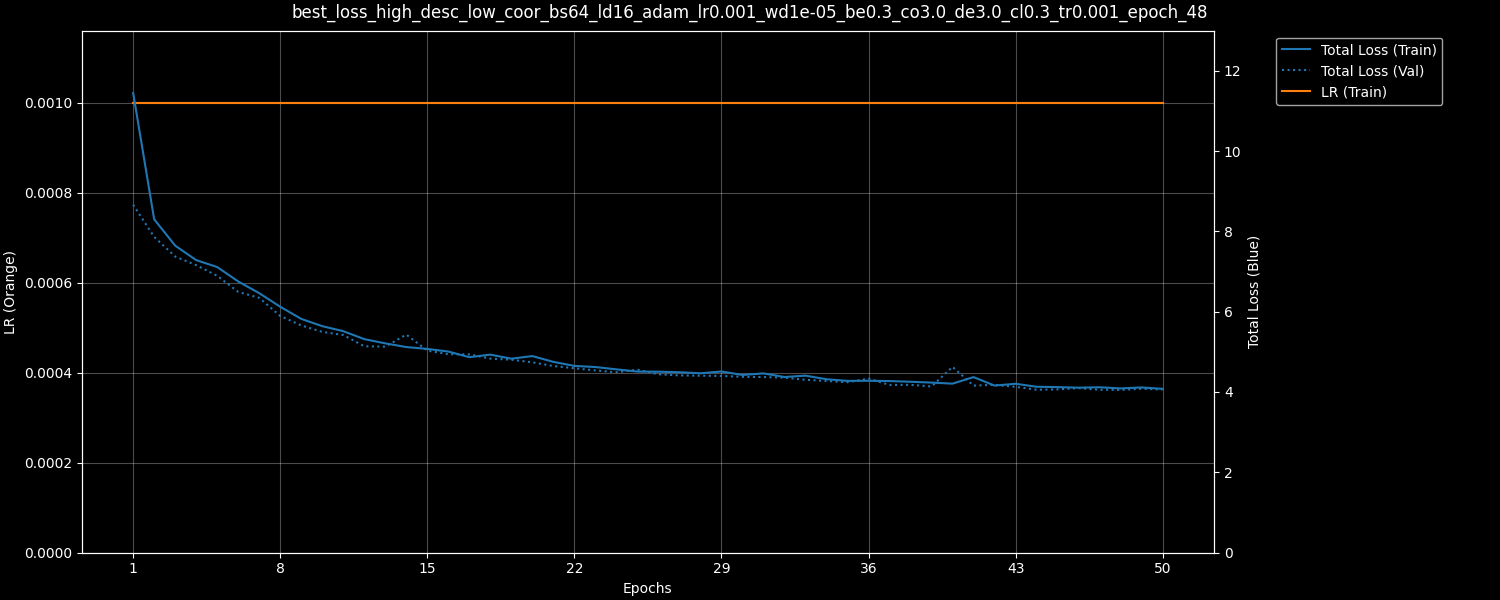 best_loss_high_desc_low_coor_bs64_ld16_adam_lr0.001_wd1e-05_be0.3_co3.0_de3.0_cl0.3_tr0.001_epoch_48
Total Loss (Train)
Total Loss (Val)
LR (Train)
LR (Orange)
0.0010
0.0008
0.0006
0.0004
0.0002
0.0000
12
10
8
6
4
2
0
Total Loss (Blue)
1 8 15 22 29 36 43 50
Epochs